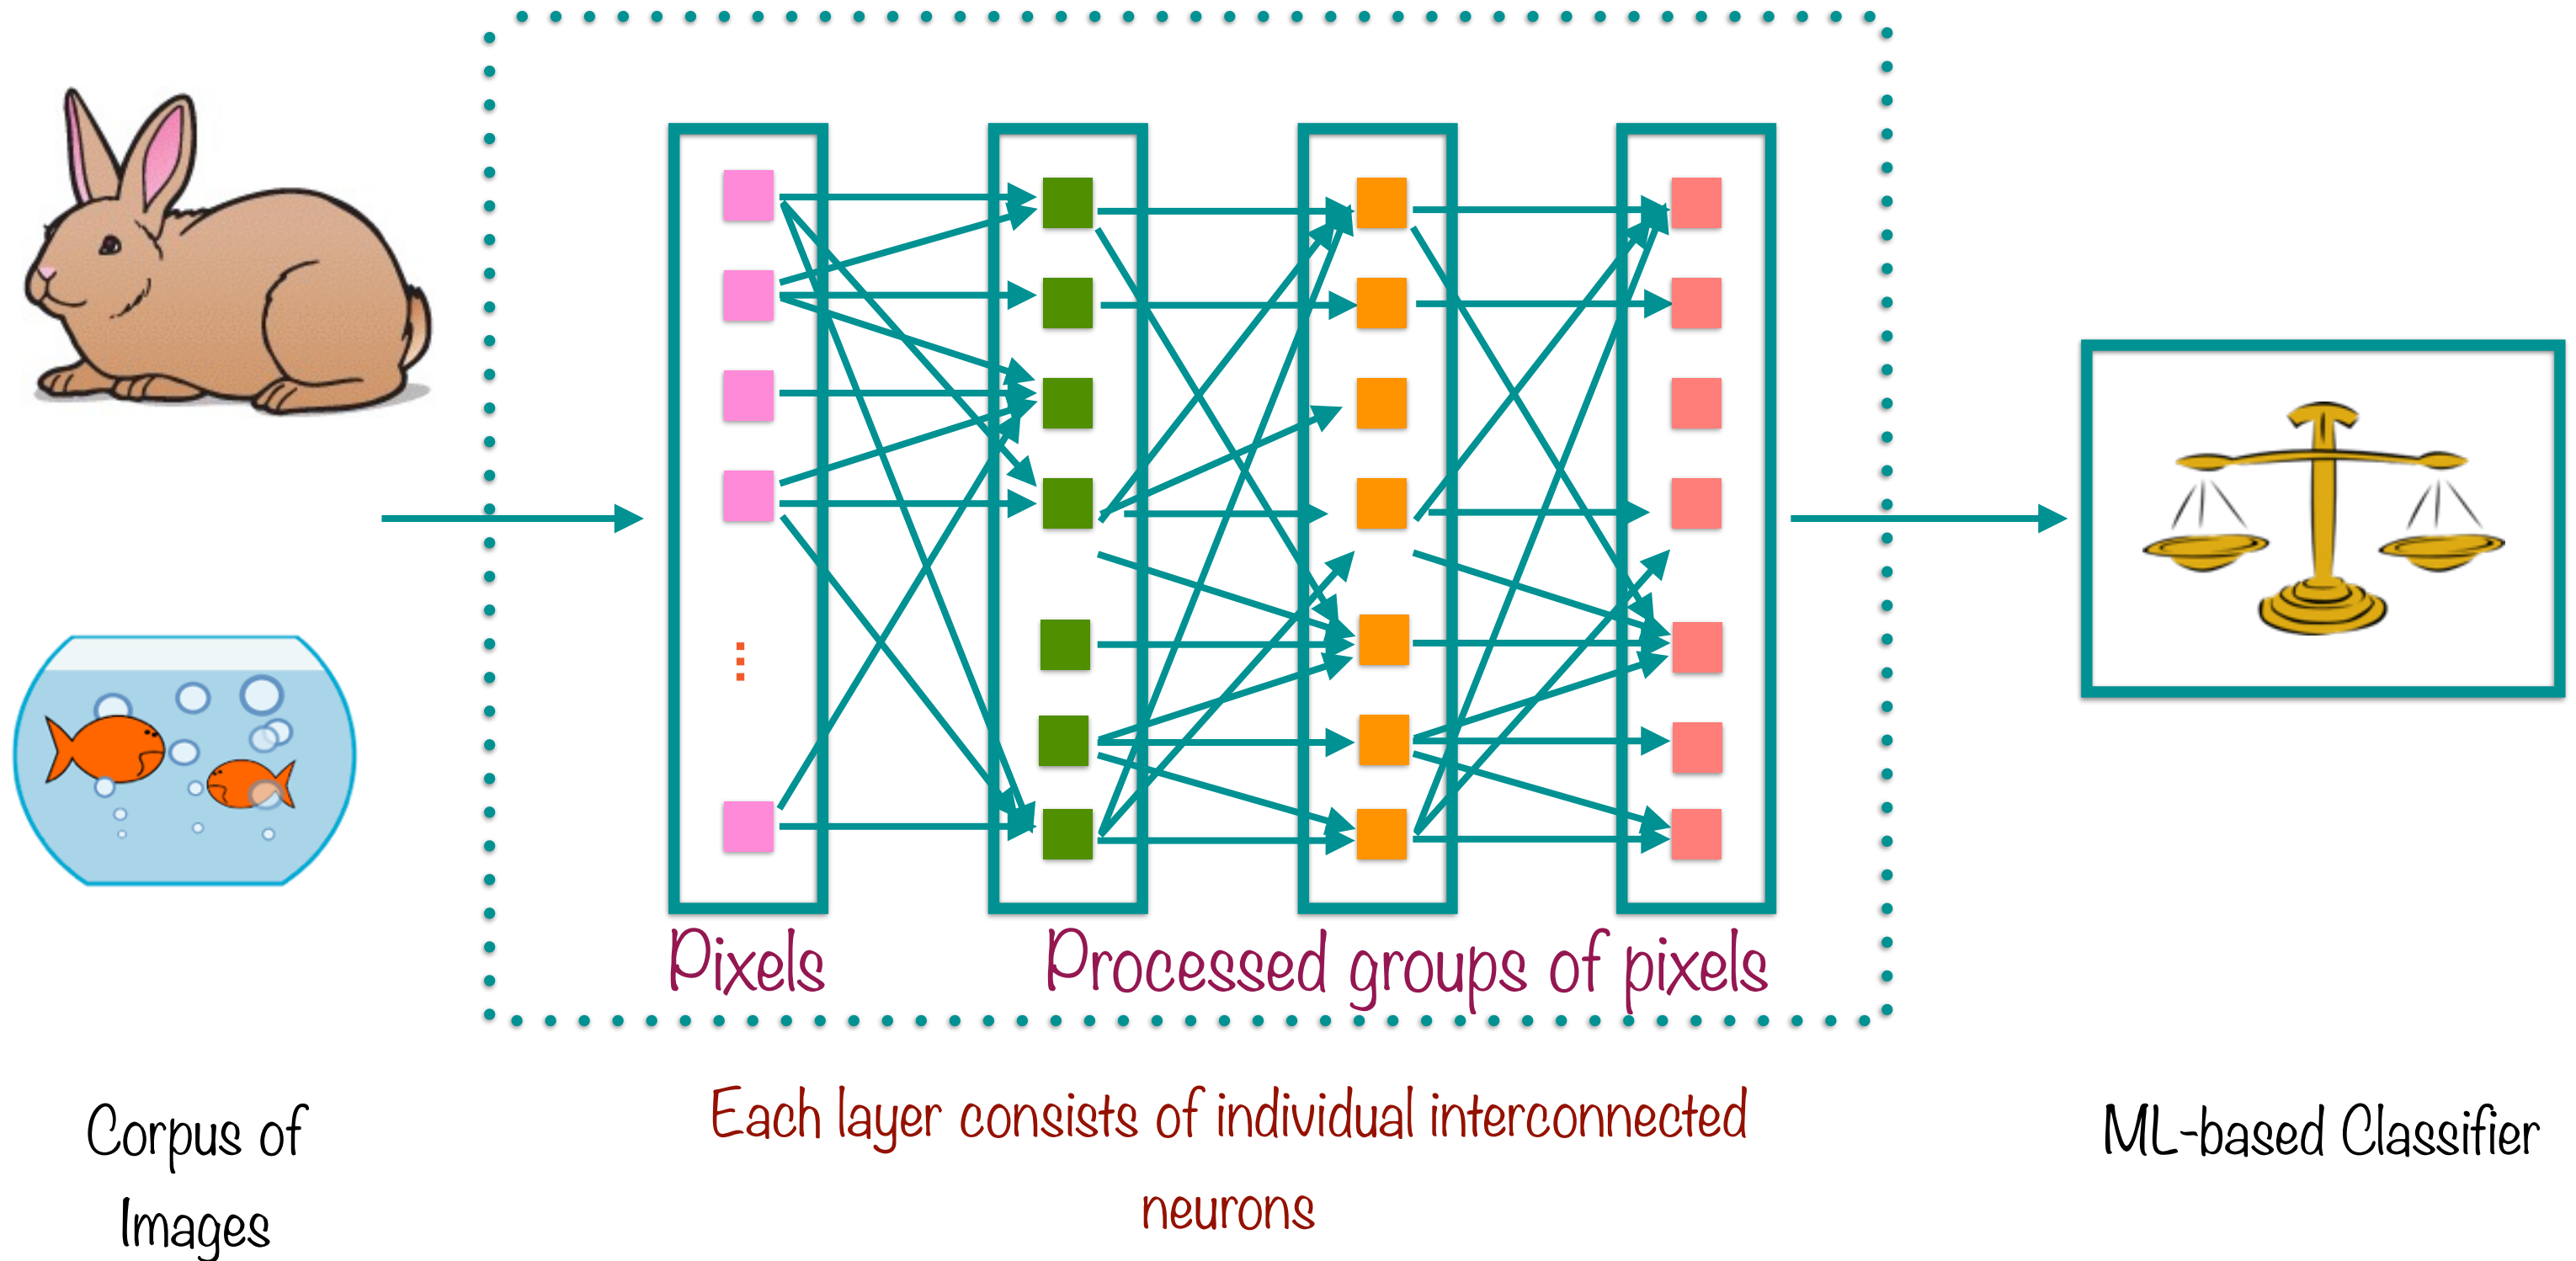 Pixels
Processed groups of pixels
Corpus of
Images
Each layer consists of individual interconnected
neurons
ML-based Classifier